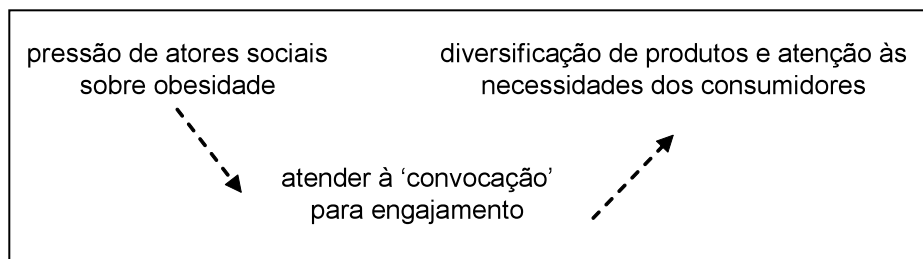 pressão de atores sociais
sobre obesidade
diversificação de produtos e atenção às
necessidades dos consumidores
atender à ‘convocação’
para engajamento